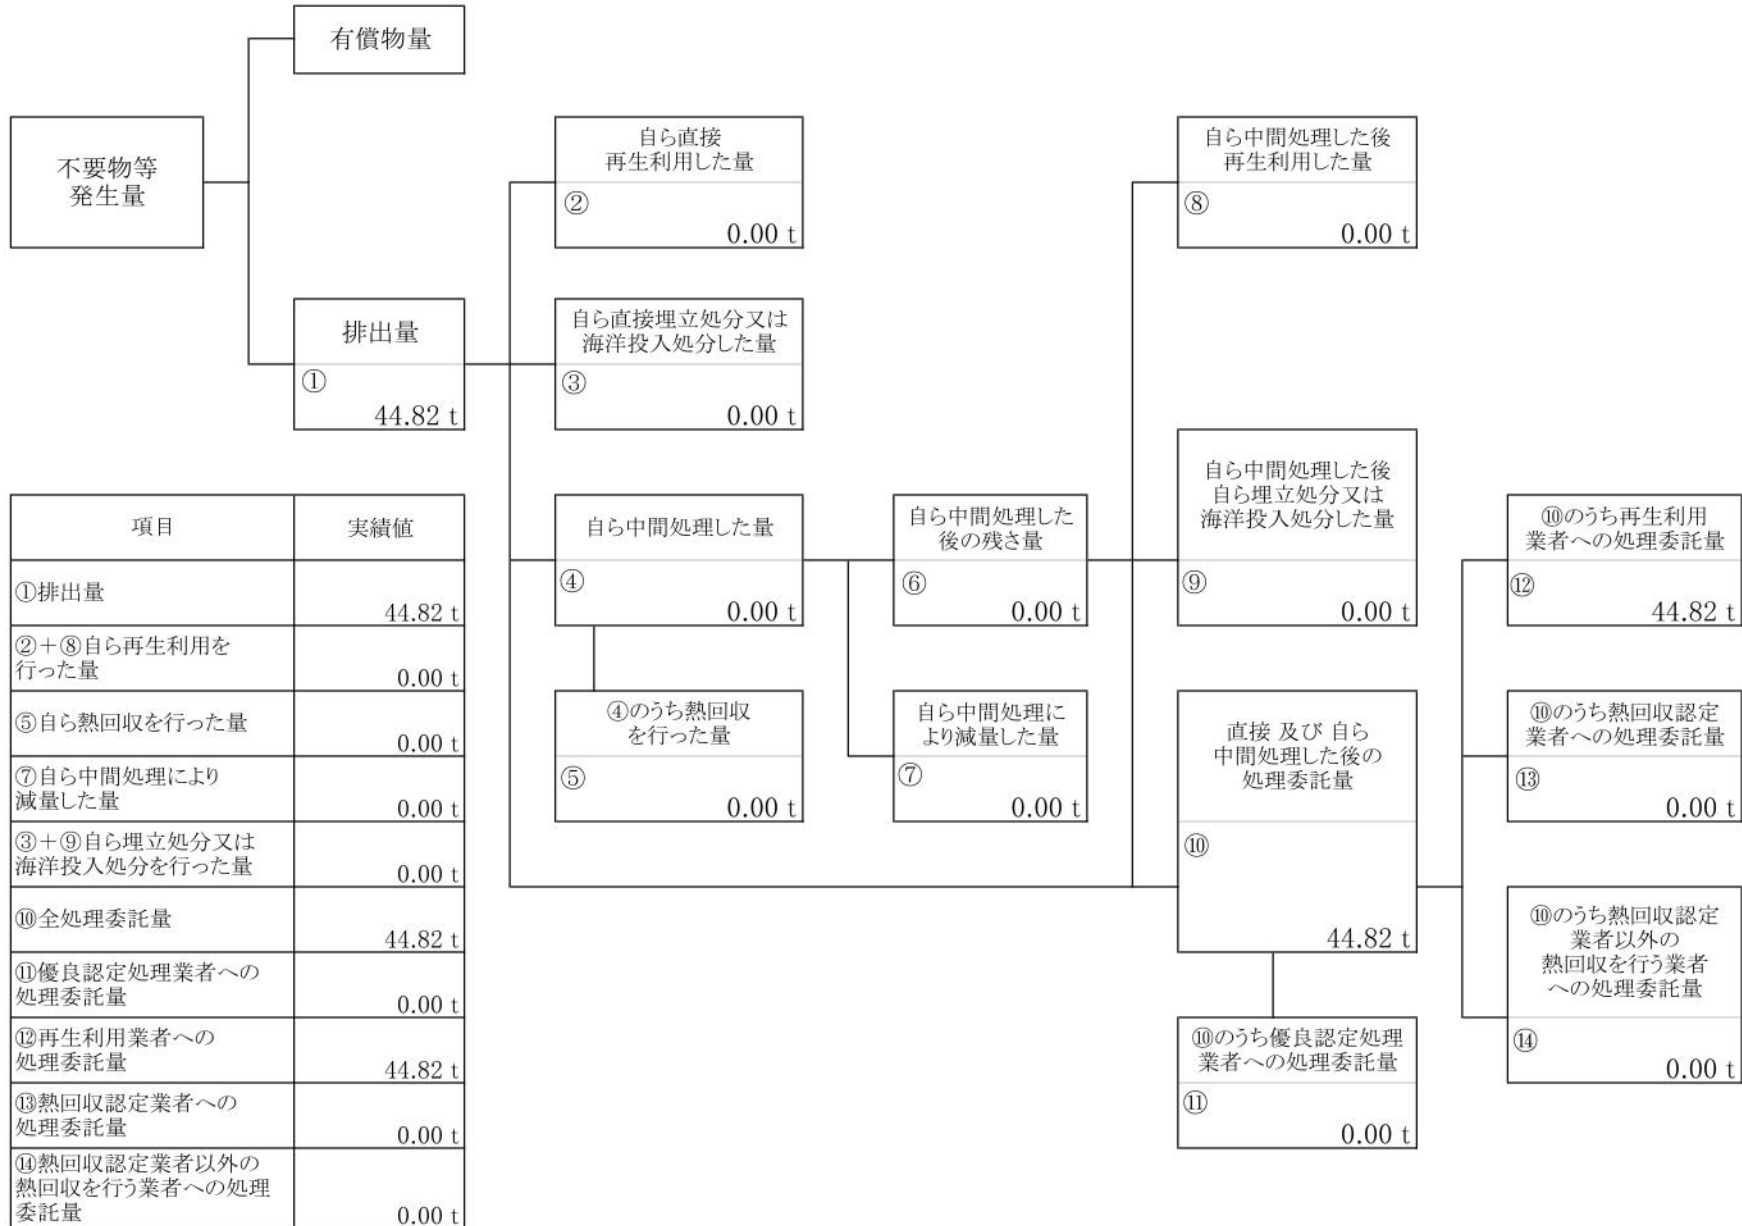 有償物量
不要物等
発生量
自ら直接
再生利用した量
②
0.00 t
自ら中間処理した後
再生利用した量
⑧
0.00 t
排出量
①
44.82 t
自ら直接埋立処分又は
海洋投入処分した量
③
0.00 t
自ら中間処理した量
④
0.00 t
自ら中間処理した
後の残さ量
⑥
0.00 t
自ら中間処理した後
自ら埋立処分又は
海洋投入処分した量
⑨
0.00 t
⑩のうち再生利用
業者への処理委託量
⑫
44.82 t
④のうち熱回収
を行った量
⑤
0.00 t
自ら中間処理に
より減量した量
⑦
0.00 t
直接 及び 自ら
中間処理した後の
処理委託量
⑩
44.82 t
⑩のうち熱回収認定
業者への処理委託量
⑬
0.00 t
⑩のうち熱回収認定
業者以外の
熱回収を行う業者
への処理委託量
⑭
0.00 t
⑩のうち優良認定処理
業者への処理委託量
⑪
0.00 t
項目 実績値
①排出量
44.82 t
②+⑧自ら再生利用を
行った量
0.00 t
⑤自ら熱回収を行った量
0.00 t
⑦自ら中間処理により
減量した量
0.00 t
③+⑨自ら埋立処分又は
海洋投入処分を行った量
0.00 t
⑩全処理委託量
44.82 t
⑪優良認定処理業者への
処理委託量
0.00 t
⑫再生利用業者への
処理委託量
44.82 t
⑬熱回収認定業者への
処理委託量
0.00 t
⑭熱回収認定業者以外の
熱回収を行う業者への処理
委託量
0.00 t